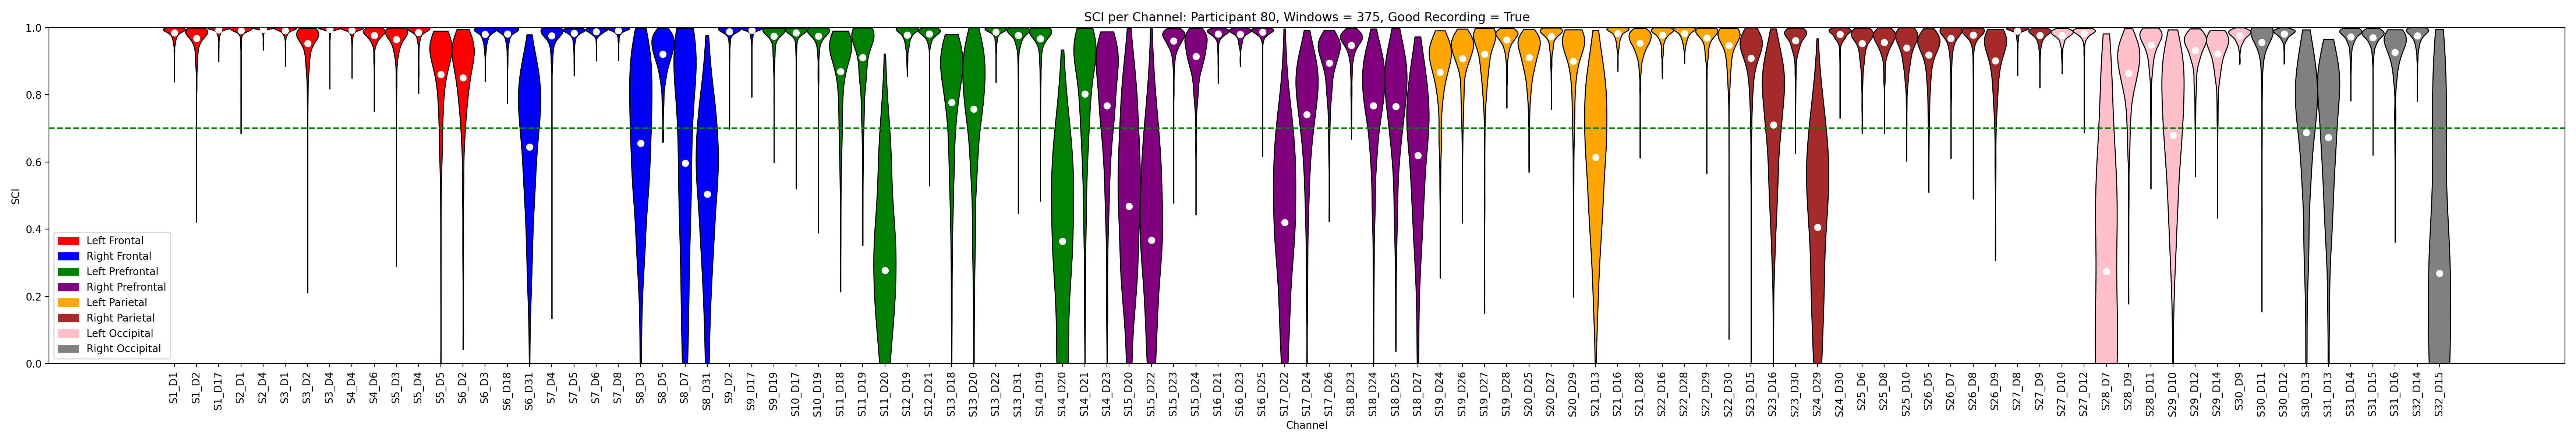 SCI per Channel: Participant 80, Windows = 375, Good Recording = True
1.0
0.8
0.6
0.4
0.2
0.0
SCI
Left Frontal
Right Frontal
Left Prefrontal
Right Prefrontal
Left Parietal
Right Parietal
Left Occipital
Right Occipital
S1_D1
S1_D2
S1_D17
S2_D1
S2_D4
S3_D1
S3_D2
S3_D4
S4_D4
S4_D6
S5_D3
S5_D4
S5_D5
S6_D2
S6_D3
S6_D18
S6_D31
S7_D4
S7_D5
S7_D6
S7_D8
S8_D3
S8_D5
S8_D7
S8_D31
S9_D2
S9_D17
S9_D19
S10_D17
S10_D19
S11_D18
S11_D19
S11_D20
S12_D19
S12_D21
S13_D18
S13_D20
S13_D22
S13_D31
S14_D19
S14_D20
S14_D21
S14_D23
S15_D20
S15_D22
S15_D23
S15_D24
S16_D21
S16_D23
S16_D25
S17_D22
S17_D24
S17_D26
S18_D23
S18_D24
S18_D25
S18_D27
S19_D24
S19_D26
S19_D27
S19_D28
S20_D25
S20_D27
S20_D29
S21_D13
S21_D16
S21_D28
S22_D16
S22_D28
S22_D29
S22_D30
S23_D15
S23_D16
S23_D30
S24_D29
S24_D30
S25_D6
S25_D8
S25_D10
S26_D5
S26_D7
S26_D8
S26_D9
S27_D8
S27_D9
S27_D10
S27_D12
S28_D7
S28_D9
S28_D11
S29_D10
S29_D12
S29_D14
S30_D9
S30_D11
S30_D12
S30_D13
S31_D13
S31_D14
S31_D15
S31_D16
S32_D14
S32_D15
Channel